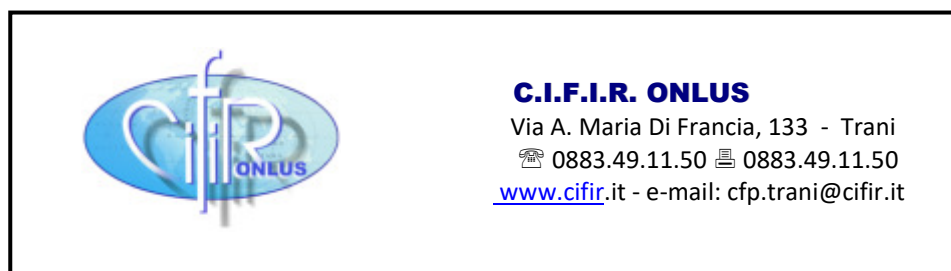 CifiR
ONLUS
C.I.F.I.R. ONLUS
Via A. Maria Di Francia, 133 - Trani
☏ 0883.49.11.50 🖷 0883.49.11.50
www.cifir.it - e-mail: cfp.trani@cifir.it